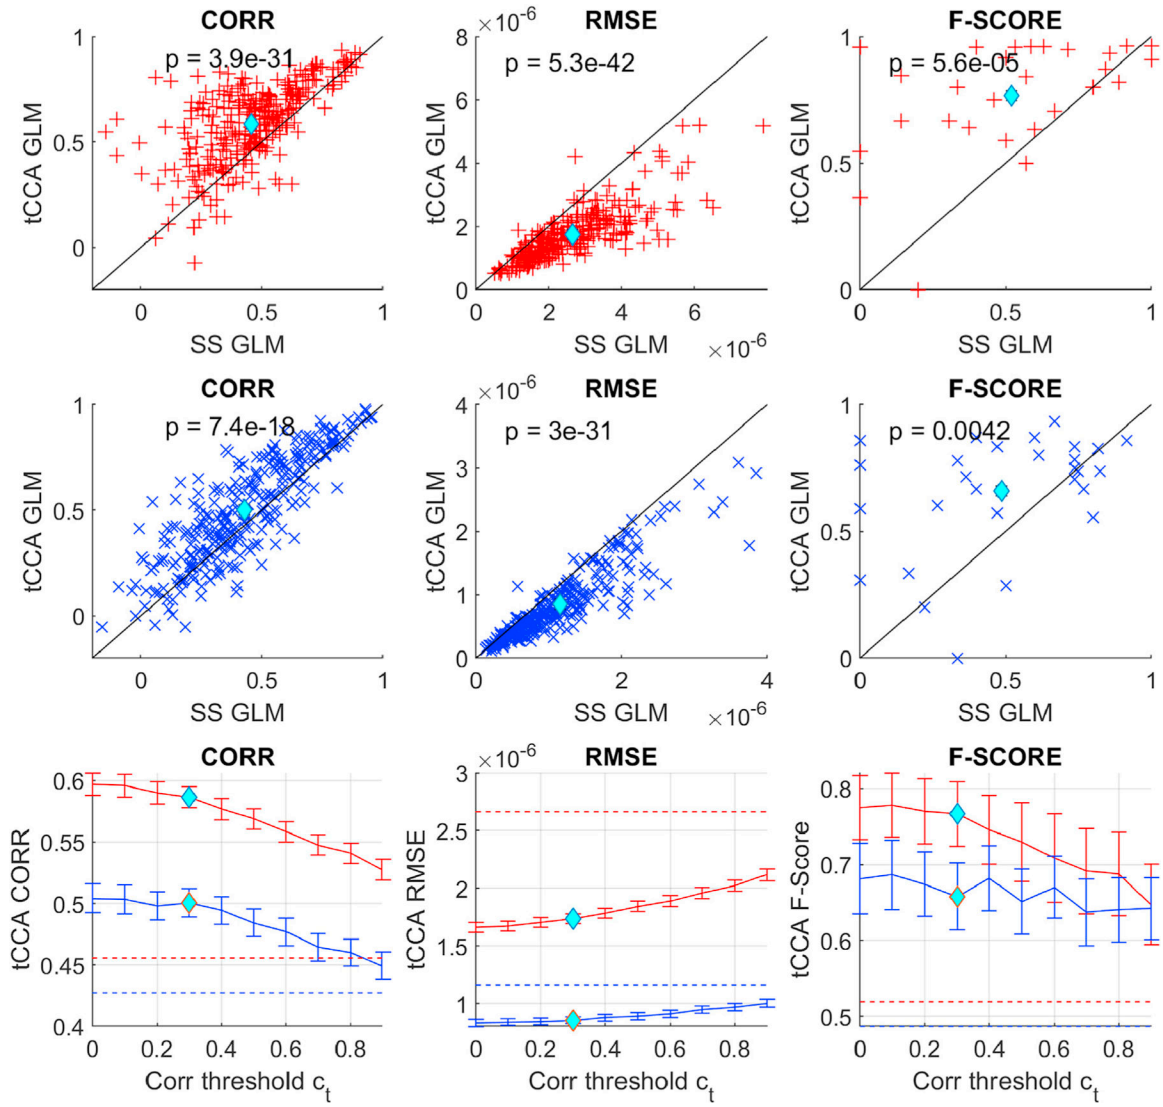 CORR
p = 3.9e-31
1
0.5
0
0
0.5
1
tCCA GLM
SS GLM
RMSE
×10⁻⁶
p = 5.3e-42
8
6
4
2
0
0
2
4
6
×10⁻⁶
tCCA GLM
SS GLM
F-SCORE
p = 5.6e-05
1
0.5
0
0
0.5
1
tCCA GLM
SS GLM
CORR
p = 7.4e-18
1
0.5
0
0
0.5
1
tCCA GLM
SS GLM
RMSE
×10⁻⁶
p = 3e-31
4
3
2
1
0
0
2
4
×10⁻⁶
tCCA GLM
SS GLM
F-SCORE
p = 0.0042
1
0.5
0
0
0.5
1
tCCA GLM
SS GLM
CORR
0.6
0.55
0.5
0.45
0.4
0
0.2
0.4
0.6
0.8
tCCA CORR
Corr threshold cₜ
RMSE
×10⁻⁶
3
2.5
2
1.5
1
0
0.2
0.4
0.6
0.8
tCCA RMSE
Corr threshold cₜ
F-SCORE
0.8
0.7
0.6
0.5
0
0.2
0.4
0.6
0.8
tCCA F-Score
Corr threshold cₜ